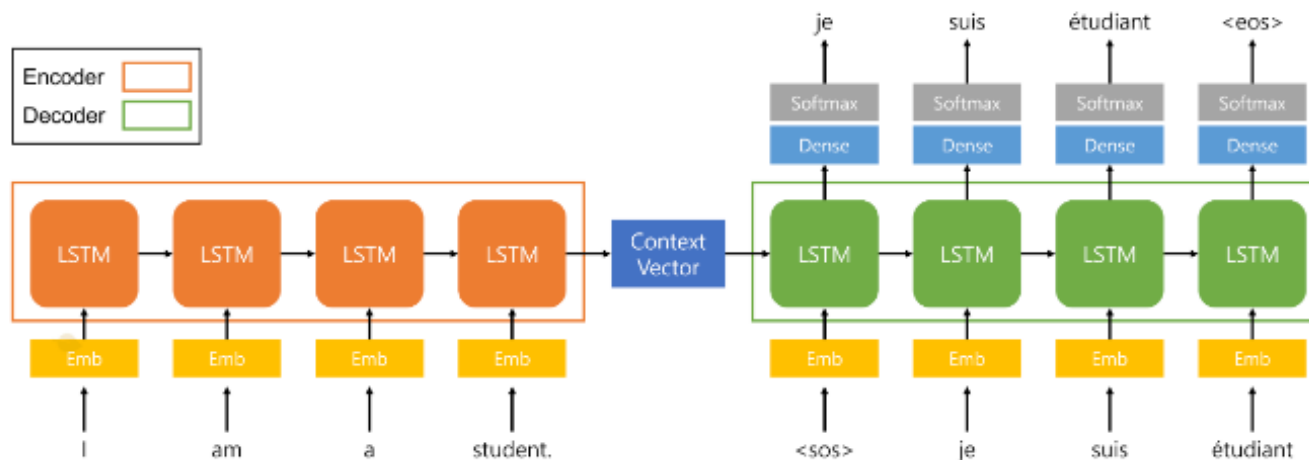 je suis étudiant <eos>
Encoder
Decoder
Softmax Softmax Softmax Softmax
Dense Dense Dense Dense
LSTM LSTM LSTM LSTM
Context
Vector
LSTM LSTM LSTM LSTM
Emb Emb Emb Emb
Emb Emb Emb Emb
I am a student.
<sos> je suis étudiant